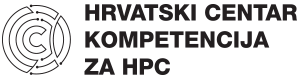 HRVATSKI CENTAR
KOMPETENCIJA
ZA HPC